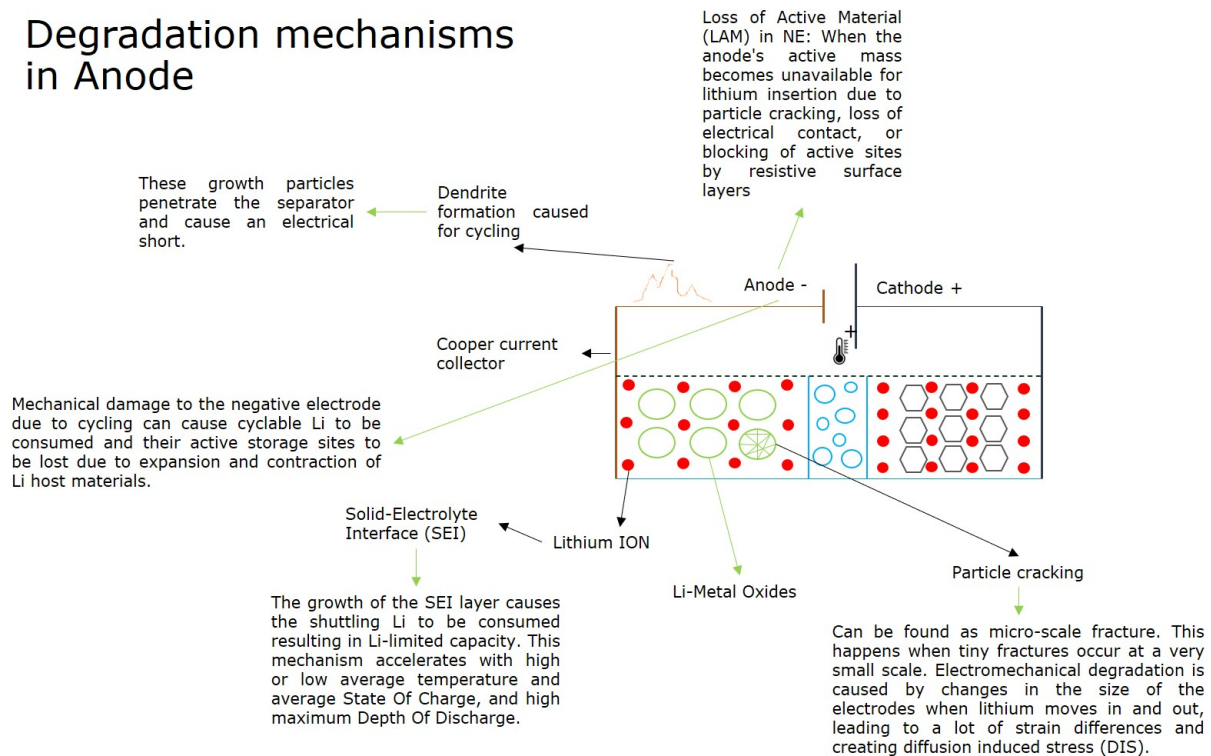 Degradation mechanisms
in Anode
Loss of Active Material
(LAM) in NE: When the
anode's active mass
becomes unavailable for
lithium insertion due to
particle cracking, loss of
electrical contact, or
blocking of active sites
by resistive surface
layers
These growth particles
penetrate the separator
and cause an electrical
short.
Dendrite
formation caused
for cycling
Anode -
Cathode +
+
Cooper current
collector
Mechanical damage to the negative electrode
due to cycling can cause cyclable Li to be
consumed and their active storage sites to
be lost due to expansion and contraction of
Li host materials.
Solid-Electrolyte
Interface (SEI)
Lithium ION
Li-Metal Oxides
Particle cracking
The growth of the SEI layer causes
the shuttling Li to be consumed
resulting in Li-limited capacity. This
mechanism accelerates with high
or low average temperature and
average State Of Charge, and high
maximum Depth Of Discharge.
Can be found as micro-scale fracture. This
happens when tiny fractures occur at a very
small scale. Electromechanical degradation is
caused by changes in the size of the
electrodes when lithium moves in and out,
leading to a lot of strain differences and
creating diffusion induced stress (DIS).